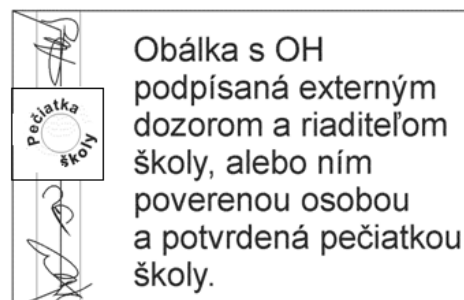 Pečiatka
školy
Obálka s OH
podpísaná externým
dozorom a riaditeľom
školy, alebo ním
poverenou osobou
a potvrdená pečiatkou
školy.